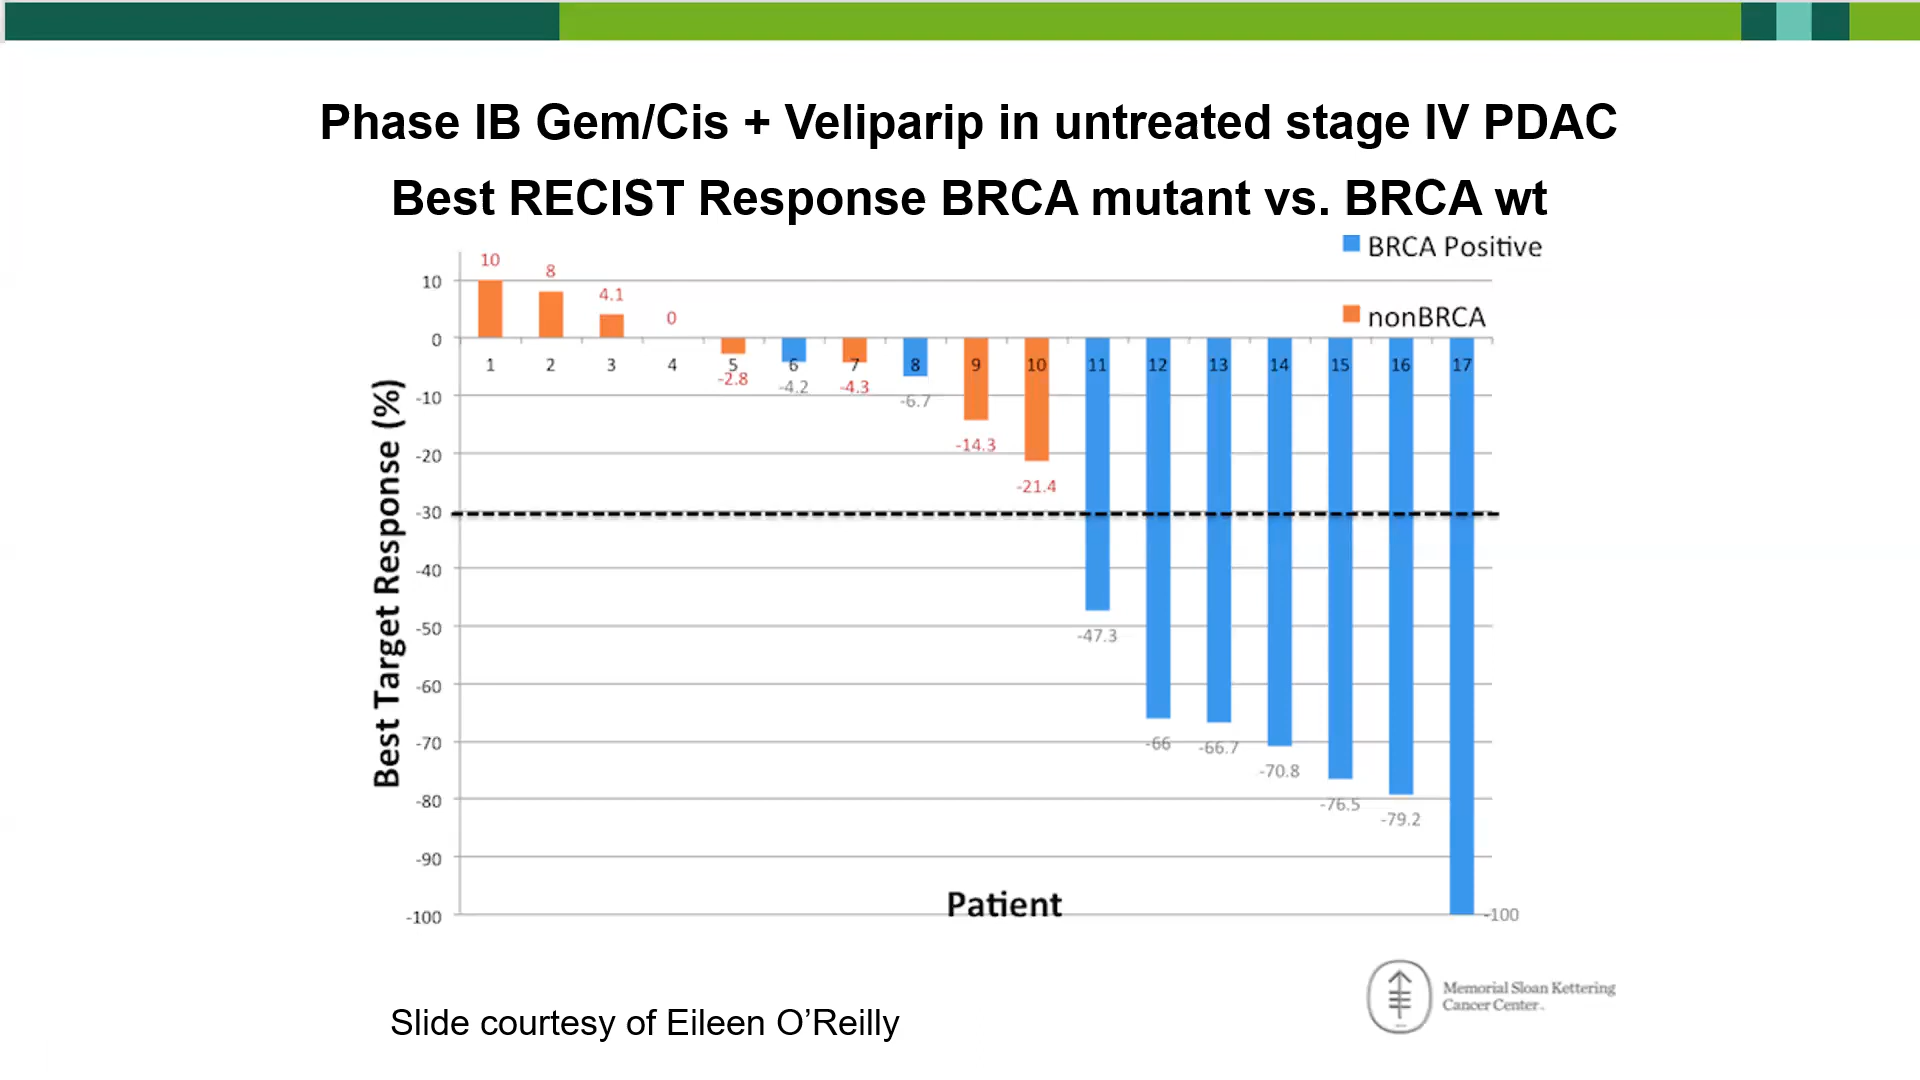 Phase IB Gem/Cis + Veliparip in untreated stage IV PDAC
Best RECIST Response BRCA mutant vs. BRCA wt
BRCA Positive
nonBRCA
10
8
4.1
0
10
0
-10
-20
-30
-40
-50
-60
-70
-80
-90
-100
Best Target Response (%)
1 2 3 4 5 6 7 8 9 10 11 12 13 14 15 16 17
-2.8
-4.2
-4.3
-6.7
-14.3
-21.4
-47.3
-66
-66.7
-70.8
-76.5
-79.2
-100
Patient
Memorial Sloan Kettering
Cancer Center
Slide courtesy of Eileen O’Reilly